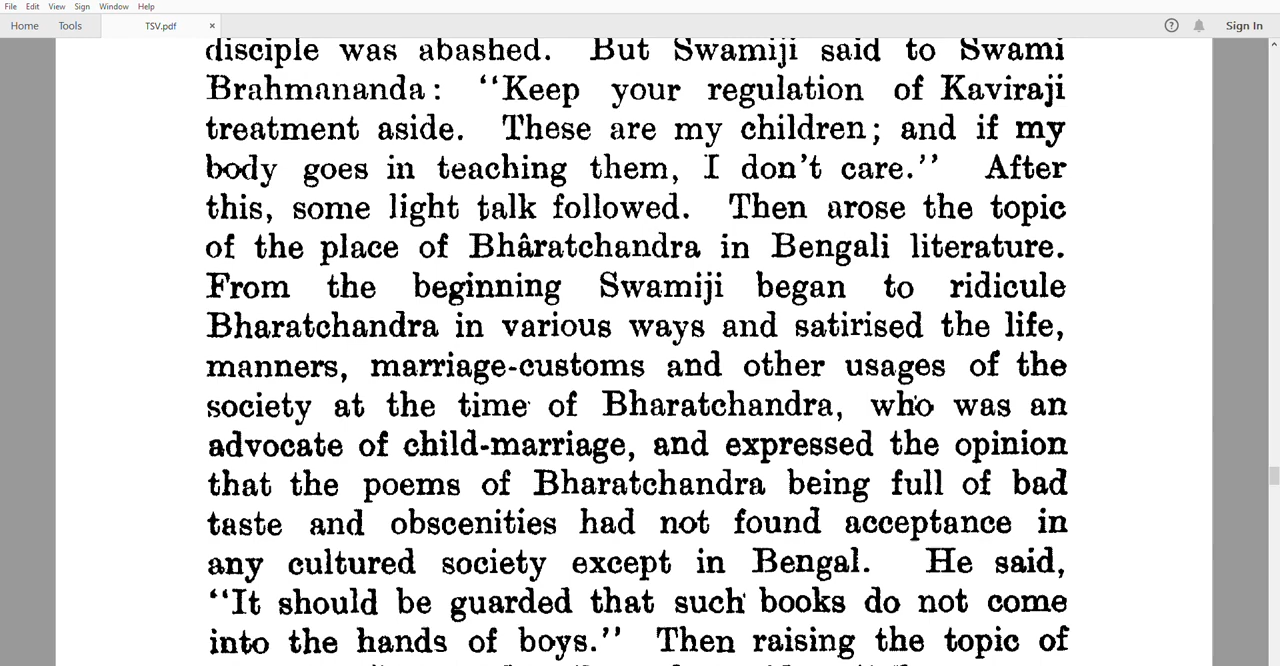 File Edit View Sign Window Help
Home Tools TSV.pdf × ? Sign In
disciple was abashed. But Swamiji said to Swami
Brahmananda: “Keep your regulation of Kaviraji
treatment aside. These are my children; and if my
body goes in teaching them, I don’t care.” After
this, some light talk followed. Then arose the topic
of the place of Bhâratchandra in Bengali literature.
From the beginning Swamiji began to ridicule
Bharatchandra in various ways and satirised the life,
manners, marriage-customs and other usages of the
society at the time of Bharatchandra, who was an
advocate of child-marriage, and expressed the opinion
that the poems of Bharatchandra being full of bad
taste and obscenities had not found acceptance in
any cultured society except in Bengal. He said,
“It should be guarded that such books do not come
into the hands of boys.” Then raising the topic of